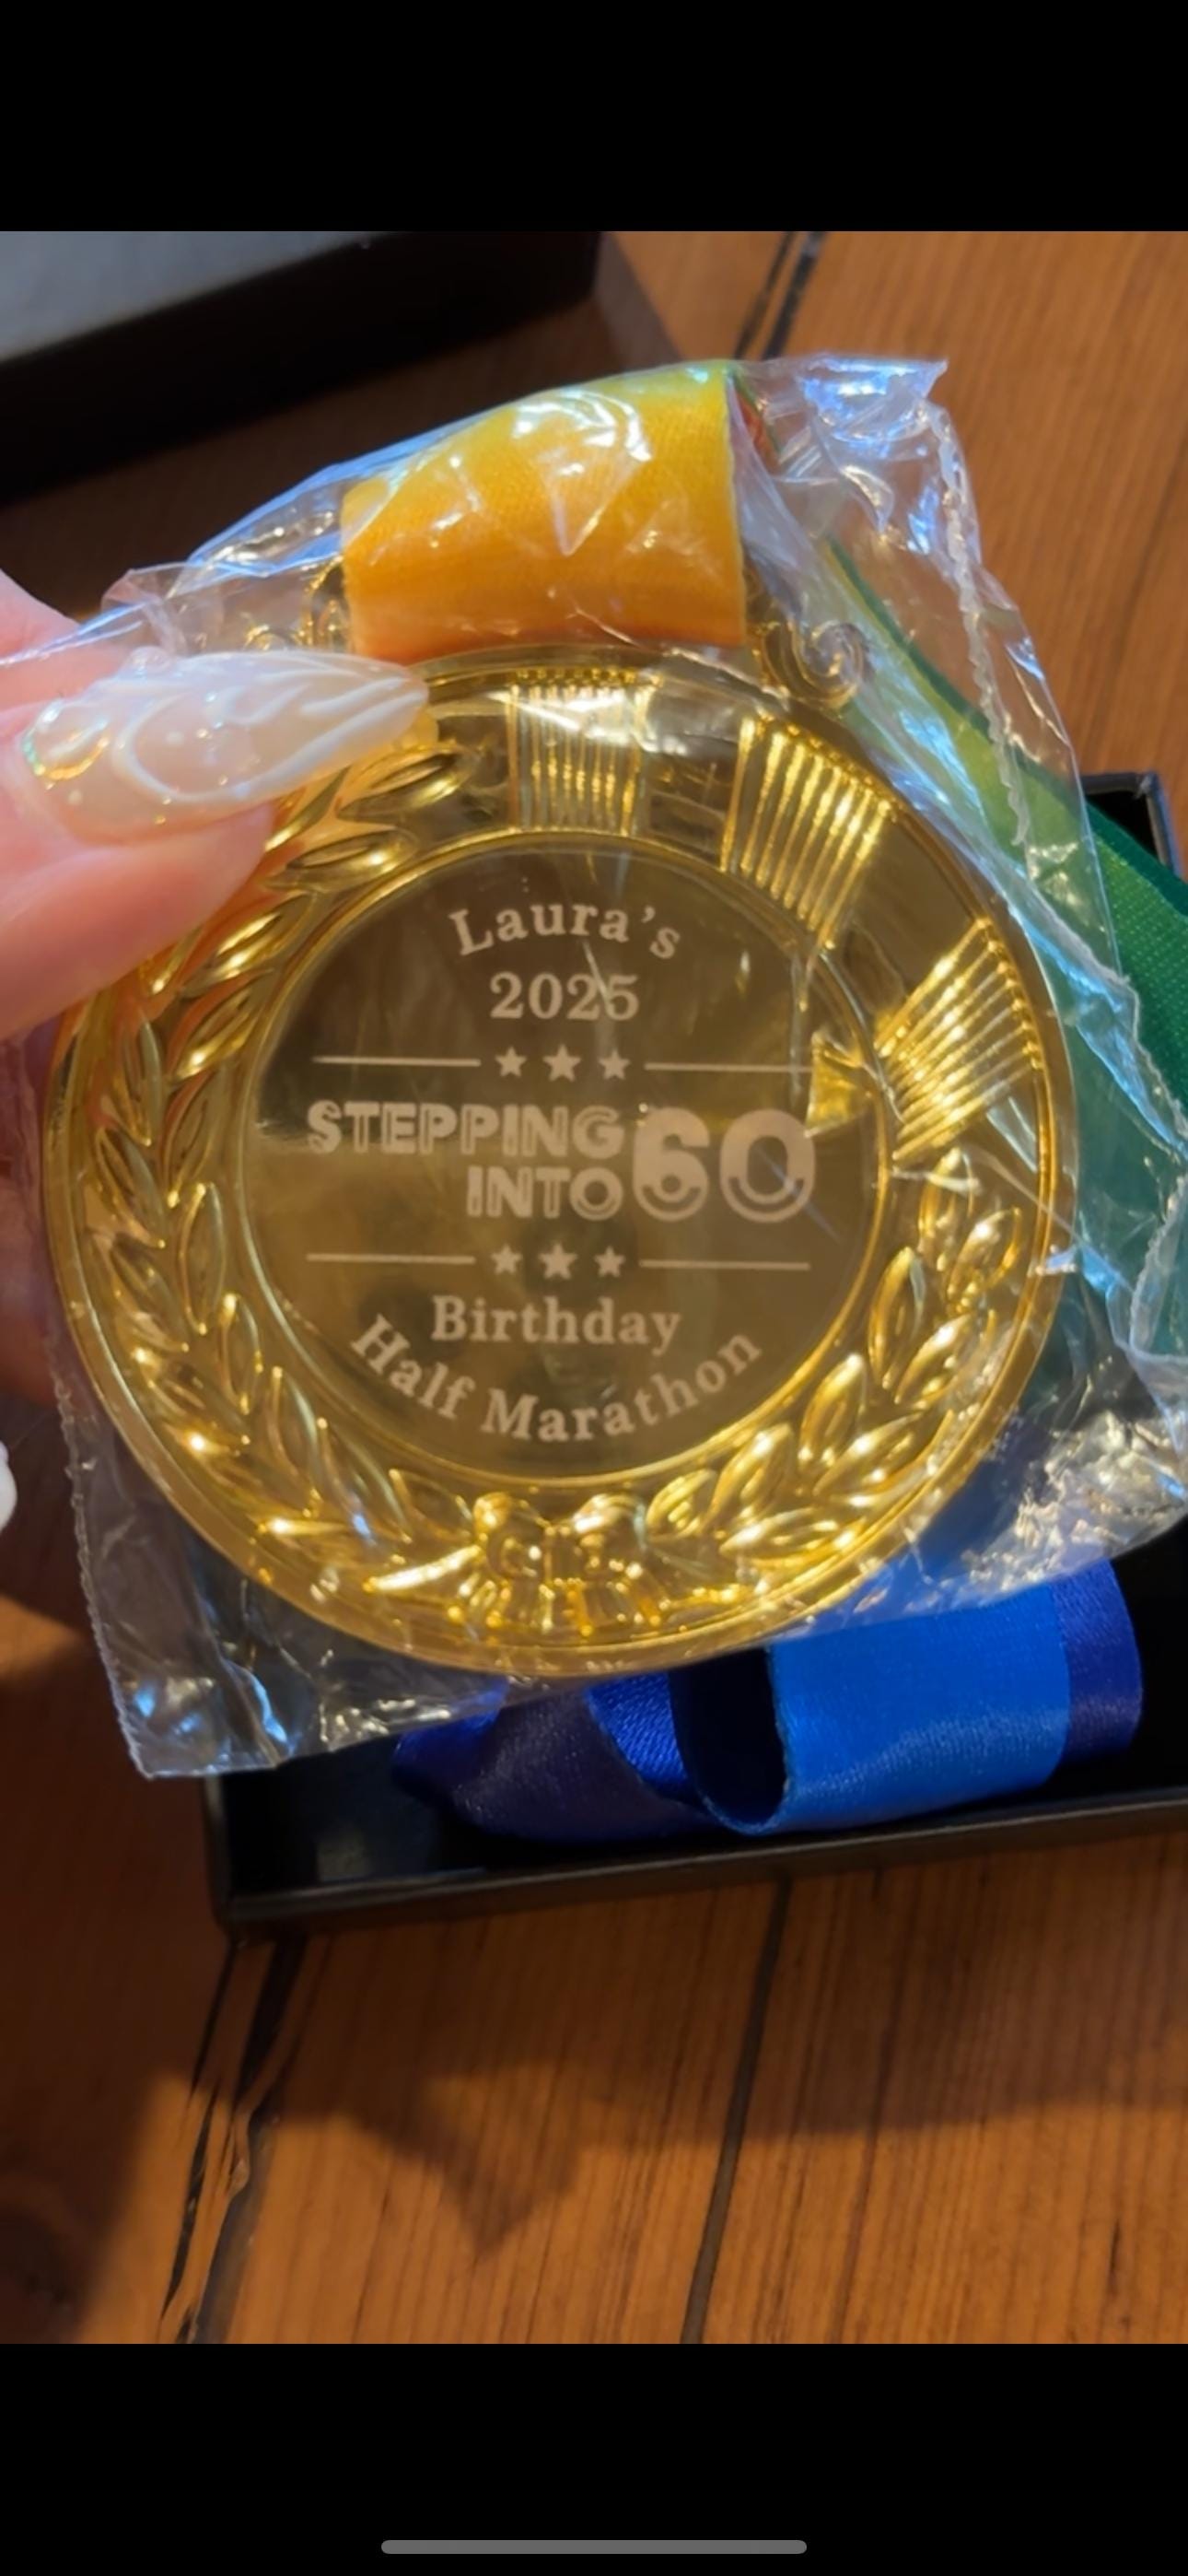 Laura's
2025
STEPPING
INTO 60
Birthday
Half Marathon